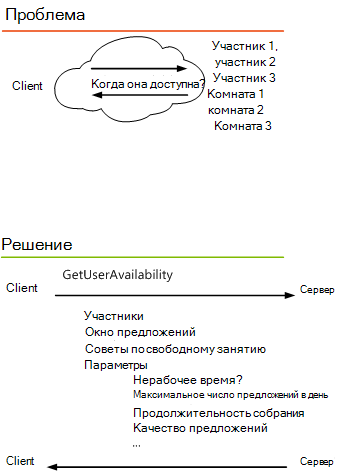 Проблема
Участник 1,
участник 2
Client
Когда она доступна?
Участник 3
Комната 1
комната 2
Комната 3
Решение
GetUserAvailability
Client
Сервер
Участники
Окно предложений
Советы по свободному занятию
Параметры
Нерабочее время?
Максимальное число предложений в день
Продолжительность собрания
Качество предложений
...
Client
Сервер